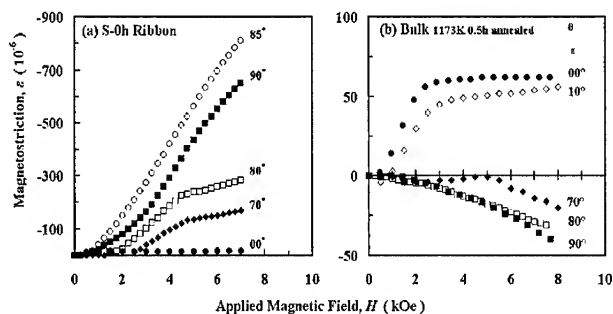 (a) S-0h Ribbon
Magnetostriction, ε ( 10⁻⁶ )
-900
-700
-500
-300
-100
85°
90°
80°
70°
00°
0 2 4 6 8 10
(b) Bulk 1173K 0.5h annealed
θ
ε
100
50
0
-25
-50
00°
10°
70°
80°
90°
0 2 4 6 8 10
Applied Magnetic Field, H ( kOe )